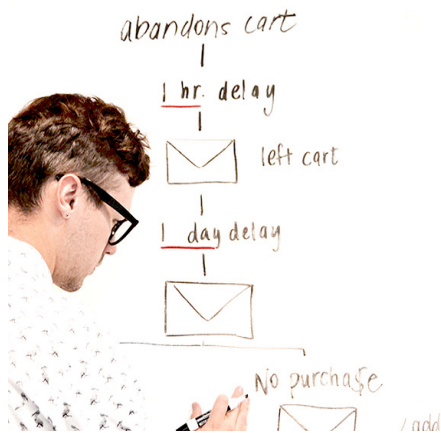 abandons cart
1 hr. delay
left cart
1 day delay
No purchase